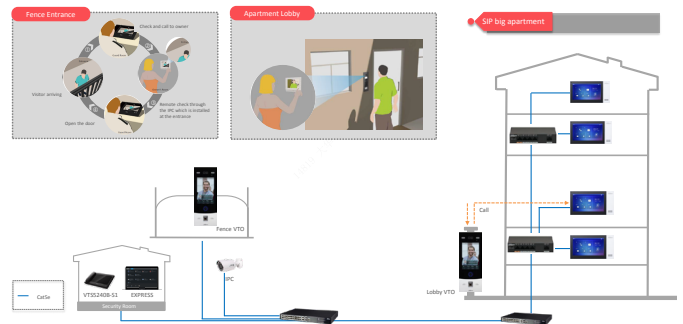 Fence Entrance
Check and call to owner
Visitor arriving
Remote check through
the IPC which is installed
at the entrance
Open the door
Apartment Lobby
SIP big apartment
Call
Fence VTO
IPC
Lobby VTO
VTS5240B-S1 EXPRESS
Security Room
Cat5e